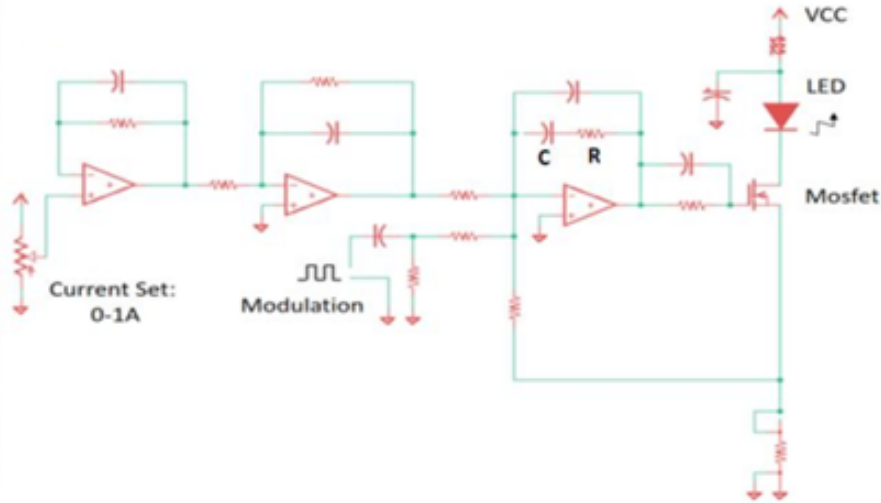 VCC
LED
C
R
Mosfet
Current Set:
0-1A
Modulation